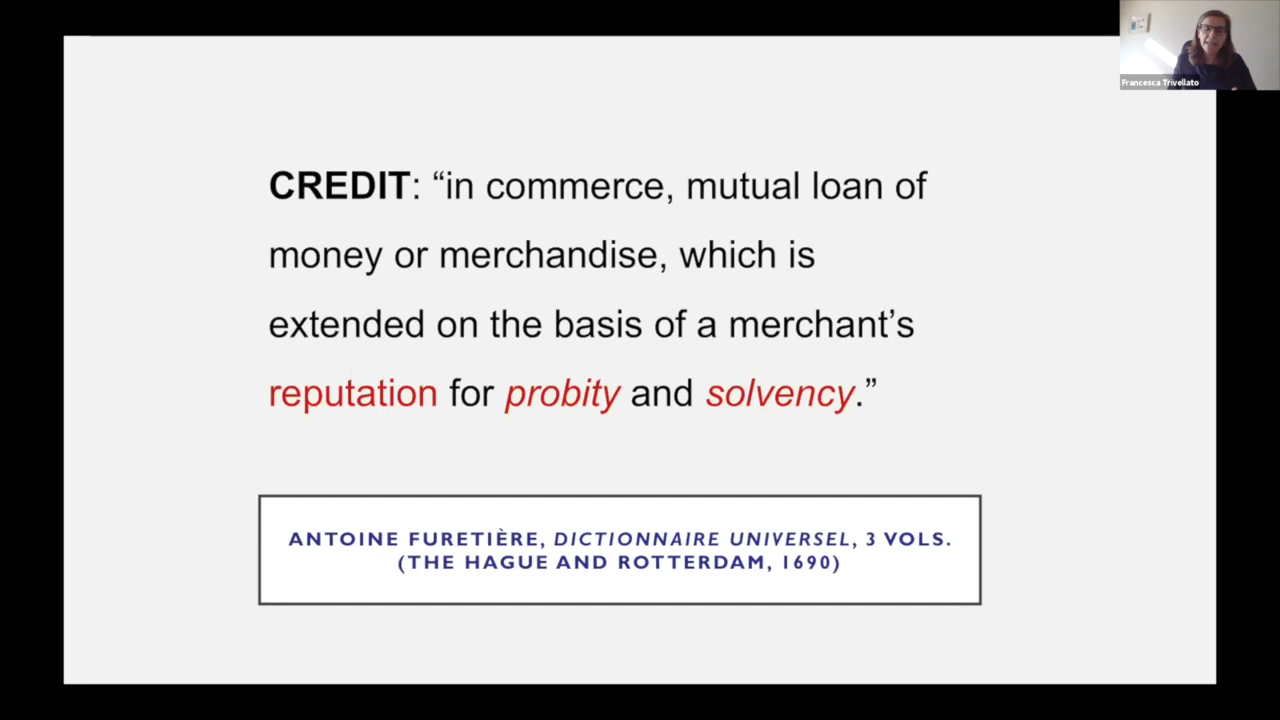 Francesca Trivellato
CREDIT: “in commerce, mutual loan of
money or merchandise, which is
extended on the basis of a merchant’s
reputation for probity and solvency.”
ANTOINE FURETIÈRE, DICTIONNAIRE UNIVERSEL, 3 VOLS.
(THE HAGUE AND ROTTERDAM, 1690)